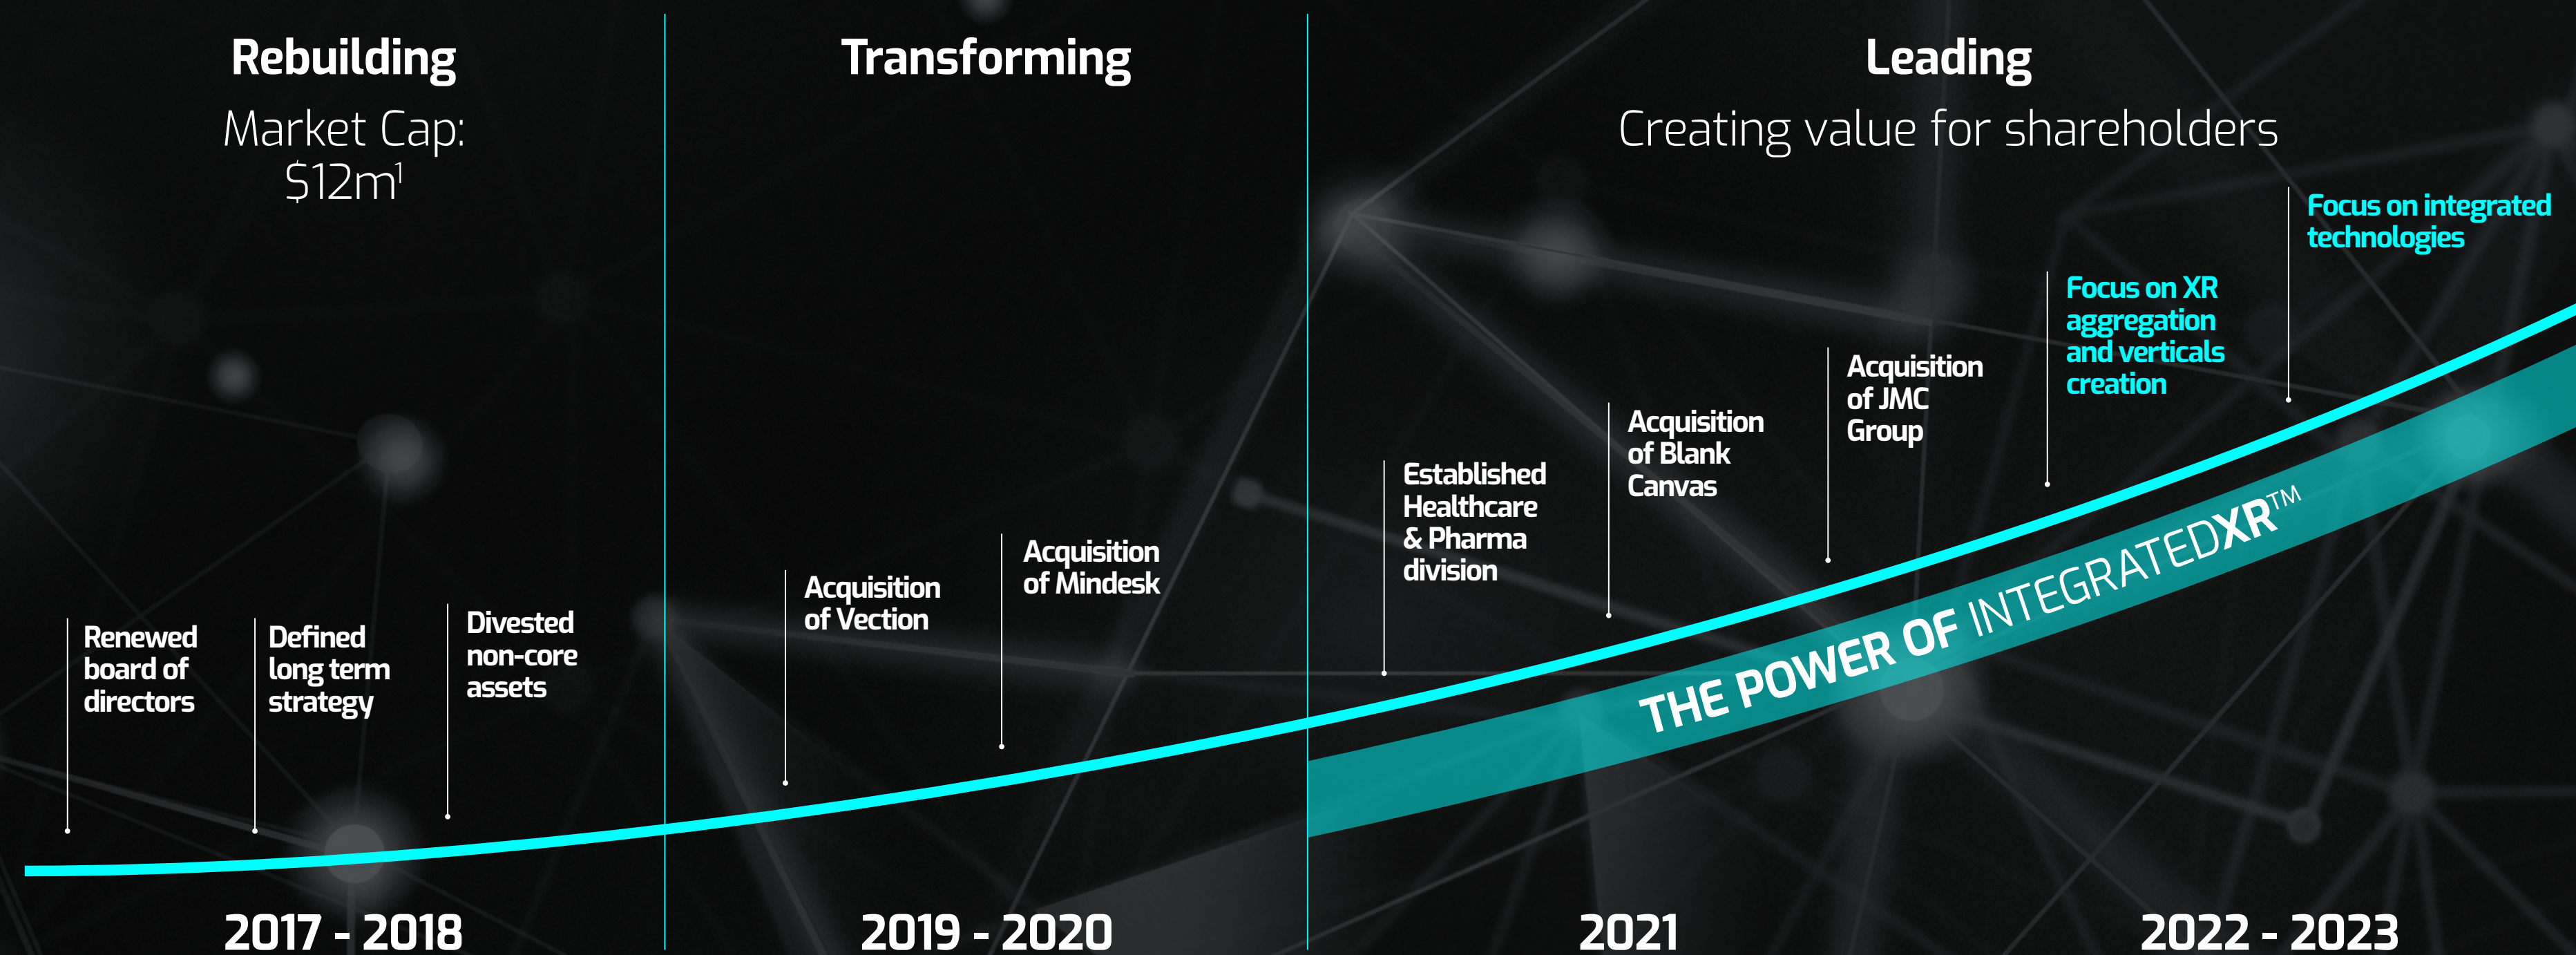 Rebuilding
Market Cap:
$12m¹
Renewed
board of
directors
Defined
long term
strategy
Divested
non-core
assets
2017 - 2018
Transforming
Acquisition
of Vection
Acquisition
of Mindesk
2019 - 2020
Leading
Creating value for shareholders
Established
Healthcare
& Pharma
division
Acquisition
of Blank
Canvas
Acquisition
of JMC
Group
Focus on XR
aggregation
and verticals
creation
Focus on integrated
technologies
THE POWER OF INTEGRATEDXR™
2021
2022 - 2023